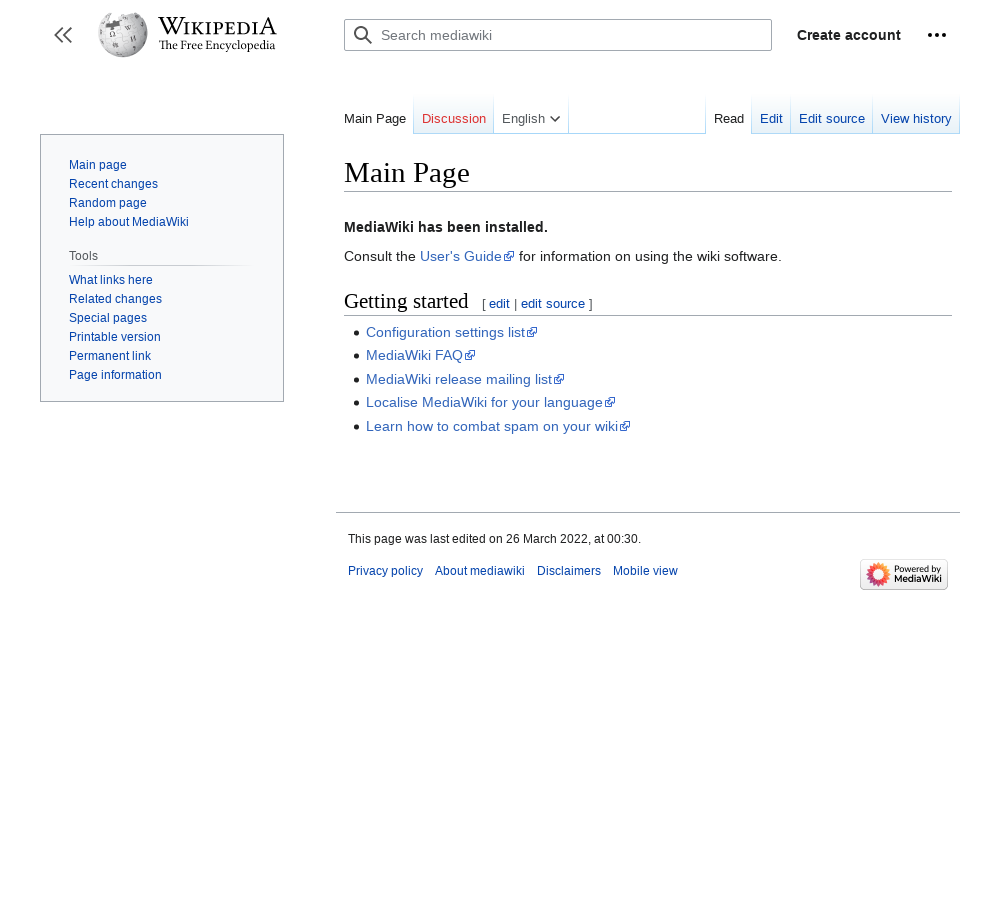 WIKIPEDIA
The Free Encyclopedia
Search mediawiki
Create account
Main Page Discussion English Read Edit Edit source View history
Main page
Recent changes
Random page
Help about MediaWiki
Tools
What links here
Related changes
Special pages
Printable version
Permanent link
Page information
Main Page
MediaWiki has been installed.
Consult the User's Guide for information on using the wiki software.
Getting started [ edit | edit source ]
Configuration settings list
MediaWiki FAQ
MediaWiki release mailing list
Localise MediaWiki for your language
Learn how to combat spam on your wiki
This page was last edited on 26 March 2022, at 00:30.
Privacy policy About mediawiki Disclaimers Mobile view
Powered by
MediaWiki